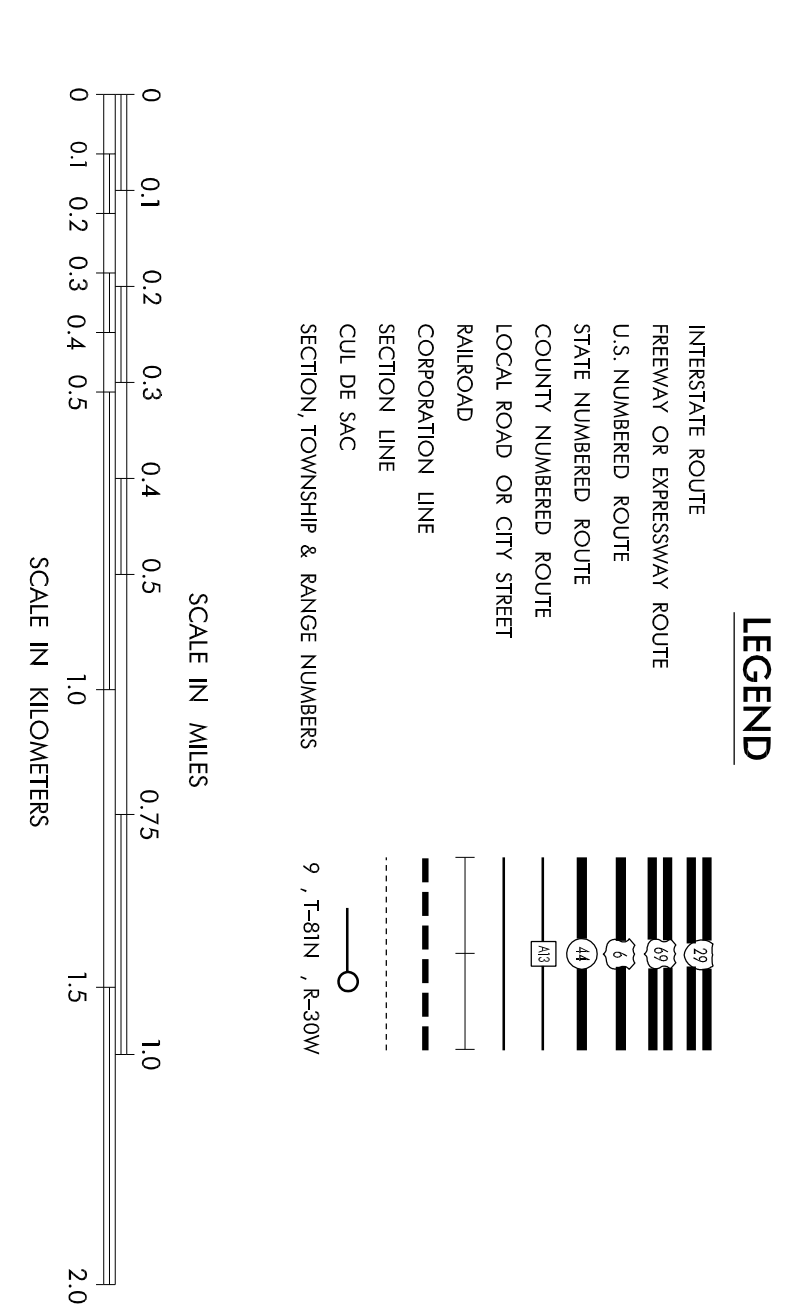 LEGEND
INTERSTATE ROUTE 29
FREEWAY OR EXPRESSWAY ROUTE 69
U.S. NUMBERED ROUTE 6
STATE NUMBERED ROUTE 44
COUNTY NUMBERED ROUTE A13
LOCAL ROAD OR CITY STREET
RAILROAD
CORPORATION LINE
SECTION LINE
CUL DE SAC
SECTION, TOWNSHIP & RANGE NUMBERS 9 , T-81N , R-30W
SCALE IN MILES
0 0.1 0.2 0.3 0.4 0.5 0.75 1.0
0 0.1 0.2 0.3 0.4 0.5 1.0 1.5 2.0
SCALE IN KILOMETERS